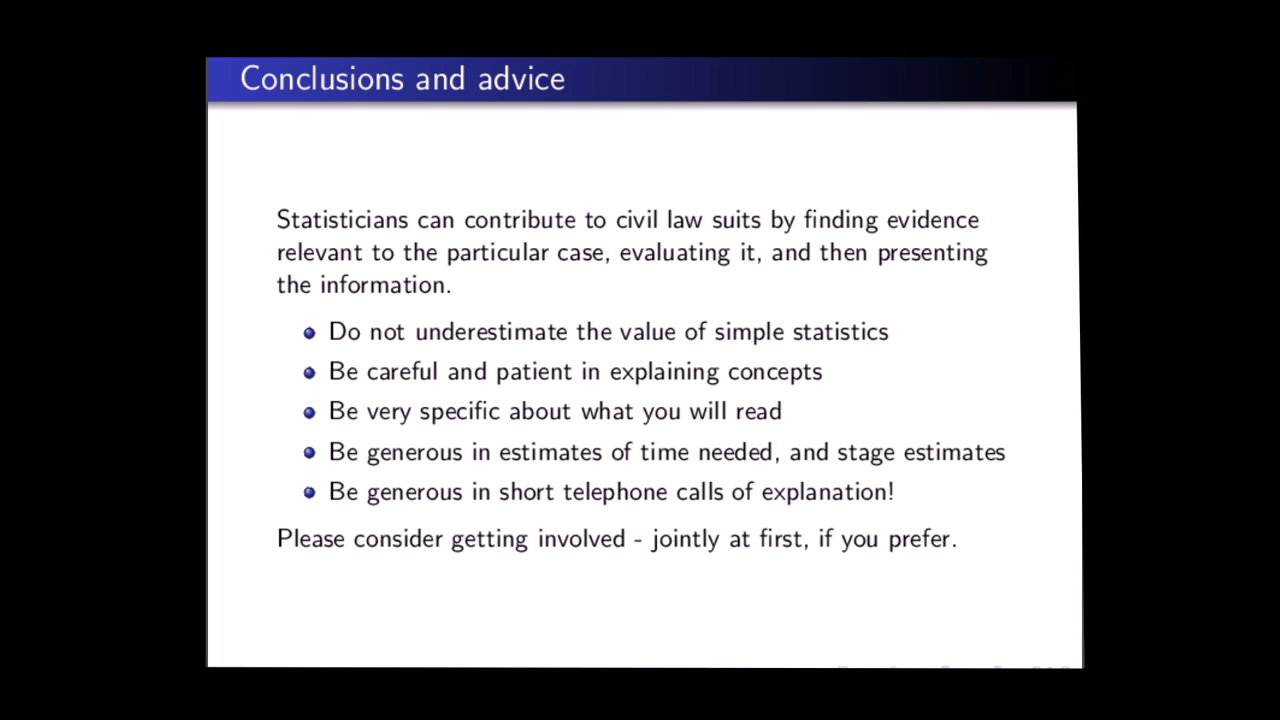 Conclusions and advice
Statisticians can contribute to civil law suits by finding evidence
relevant to the particular case, evaluating it, and then presenting
the information.
Do not underestimate the value of simple statistics
Be careful and patient in explaining concepts
Be very specific about what you will read
Be generous in estimates of time needed, and stage estimates
Be generous in short telephone calls of explanation!
Please consider getting involved - jointly at first, if you prefer.